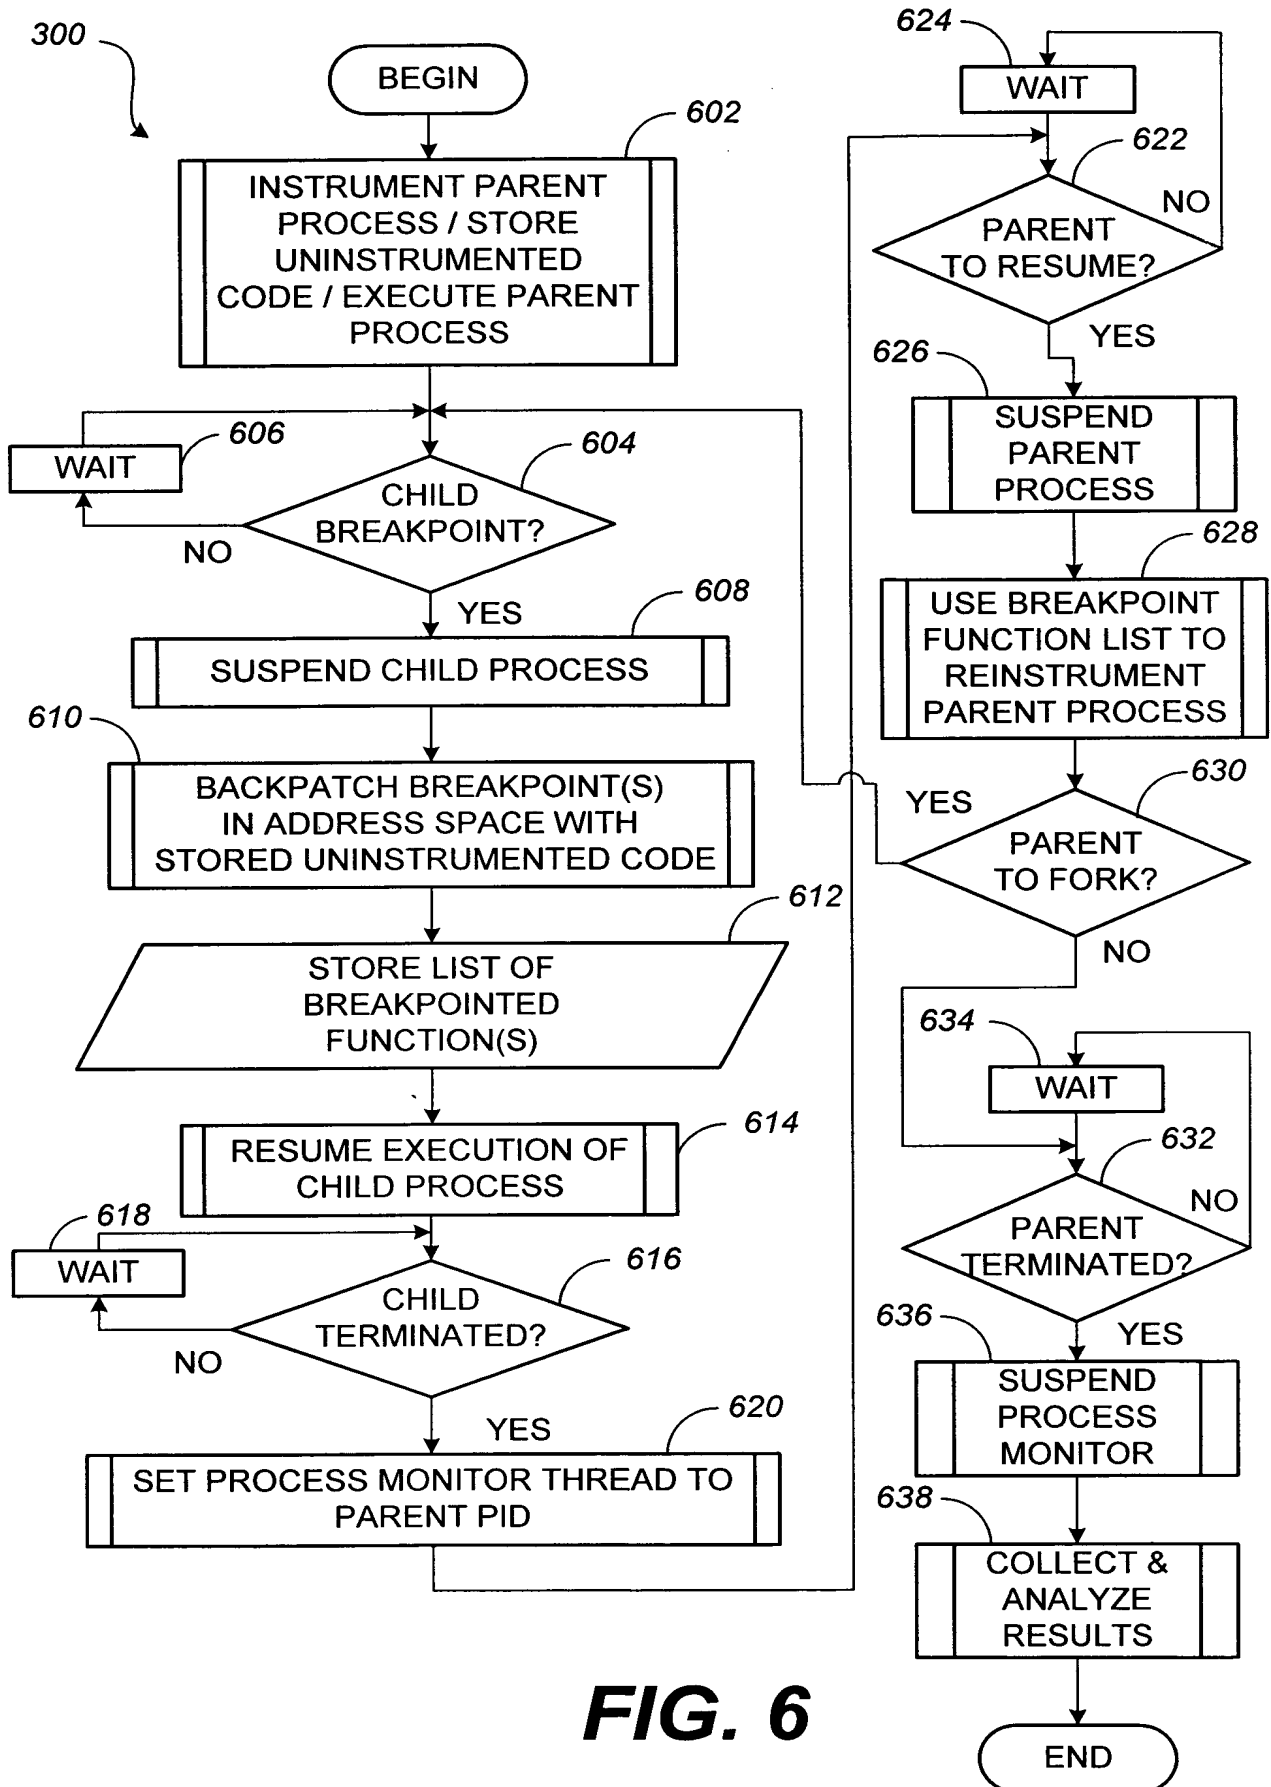 300
BEGIN
602
INSTRUMENT PARENT
PROCESS / STORE
UNINSTRUMENTED
CODE / EXECUTE PARENT
PROCESS
606
WAIT
604
CHILD
BREAKPOINT?
NO
YES
608
SUSPEND CHILD PROCESS
610
BACKPATCH BREAKPOINT(S)
IN ADDRESS SPACE WITH
STORED UNINSTRUMENTED CODE
612
STORE LIST OF
BREAKPOINTED
FUNCTION(S)
614
RESUME EXECUTION OF
CHILD PROCESS
618
WAIT
616
CHILD
TERMINATED?
NO
YES
620
SET PROCESS MONITOR THREAD TO
PARENT PID
624
WAIT
622
NO
PARENT
TO RESUME?
YES
626
SUSPEND
PARENT
PROCESS
628
USE BREAKPOINT
FUNCTION LIST TO
REINSTRUMENT
PARENT PROCESS
630
YES
PARENT
TO FORK?
NO
634
WAIT
632
NO
PARENT
TERMINATED?
YES
636
SUSPEND
PROCESS
MONITOR
638
COLLECT &
ANALYZE
RESULTS
END
FIG. 6